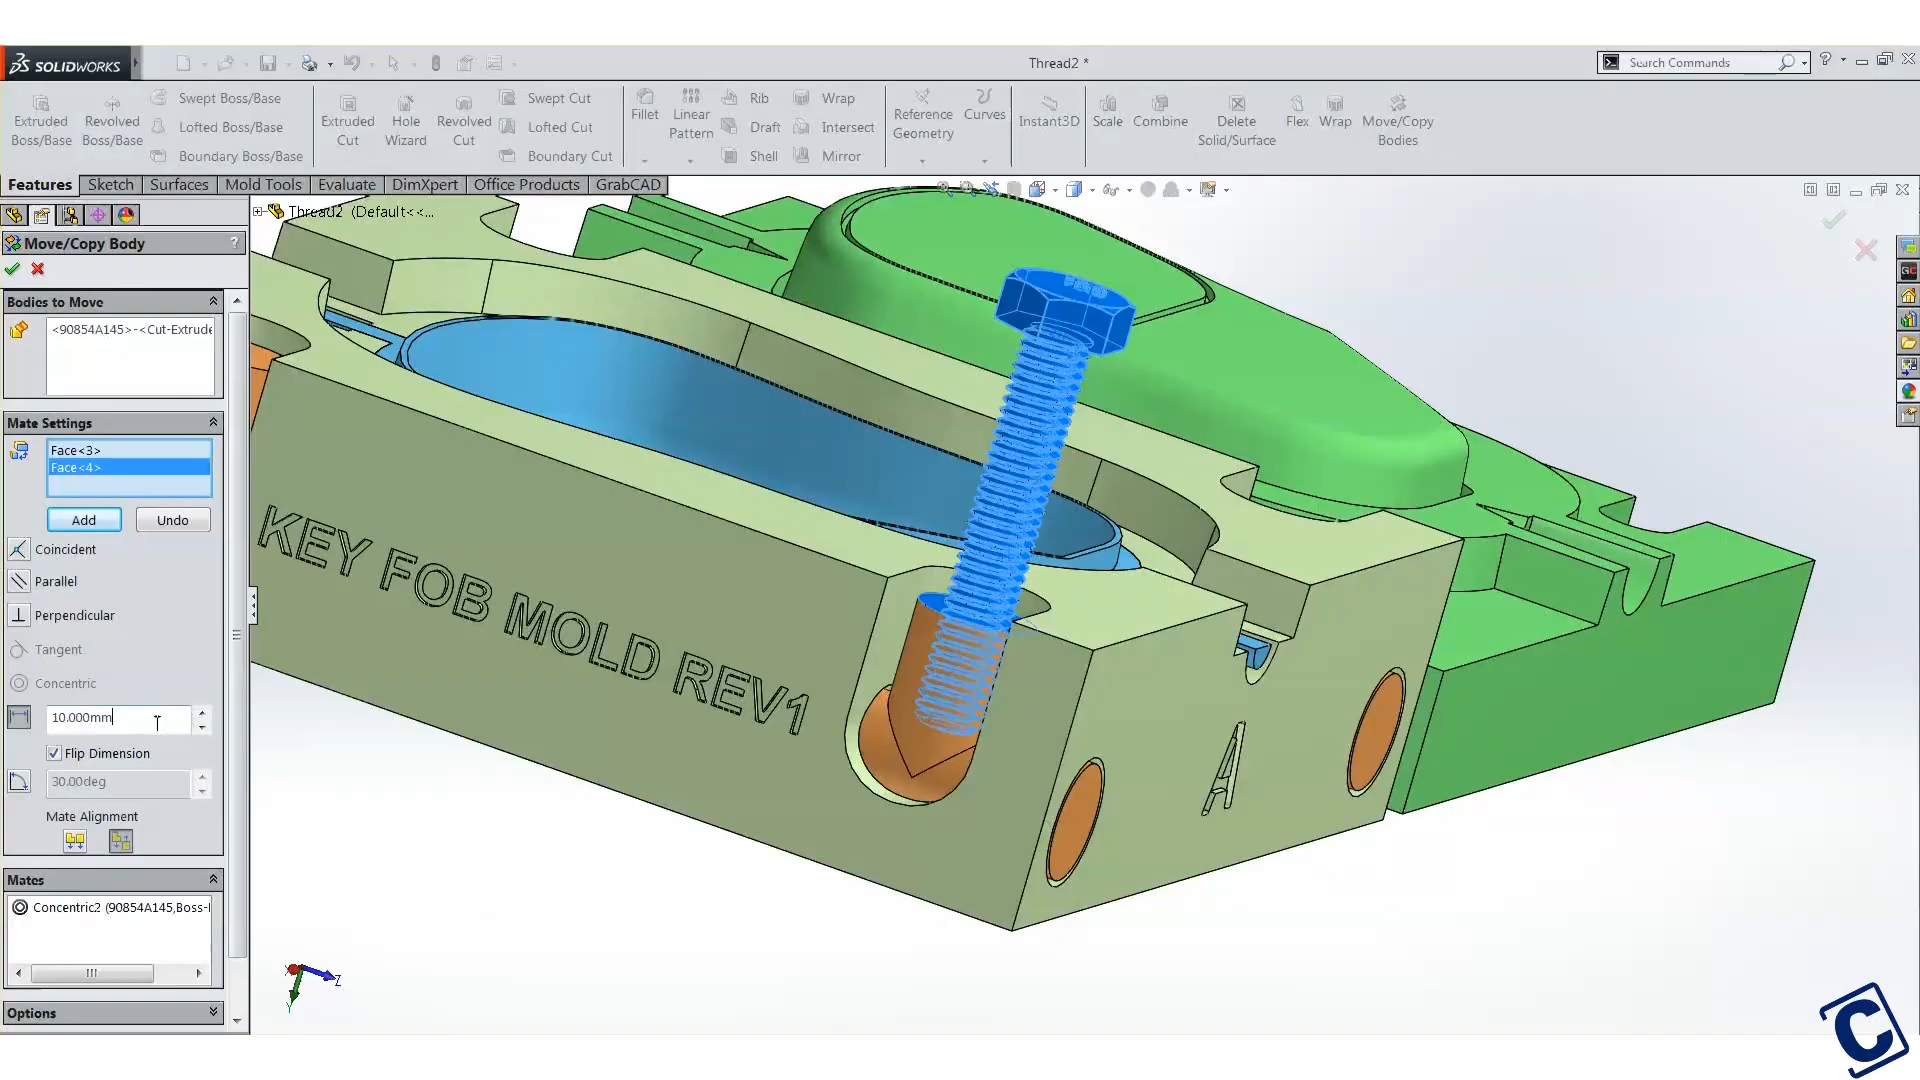 SOLIDWORKS
Thread2 *
Search Commands
?
Extruded Boss/Base
Revolved Boss/Base
Swept Boss/Base
Lofted Boss/Base
Boundary Boss/Base
Extruded Cut
Hole Wizard
Revolved Cut
Swept Cut
Lofted Cut
Boundary Cut
Fillet
Linear Pattern
Rib
Draft
Shell
Wrap
Intersect
Mirror
Reference Geometry
Curves
Instant3D
Scale
Combine
Delete Solid/Surface
Flex
Wrap
Move/Copy Bodies
Features
Sketch
Surfaces
Mold Tools
Evaluate
DimXpert
Office Products
GrabCAD
Thread2 (Default<<...
Move/Copy Body
?
Bodies to Move
<90854A145>-<Cut-Extrude
Mate Settings
Face<3>
Face<4>
Add
Undo
Coincident
Parallel
Perpendicular
Tangent
Concentric
10.000mm
Flip Dimension
30.00deg
Mate Alignment
Mates
Concentric2 (90854A145,Boss-
Options
KEY FOB MOLD REV1
A
Z
Y
GC
C